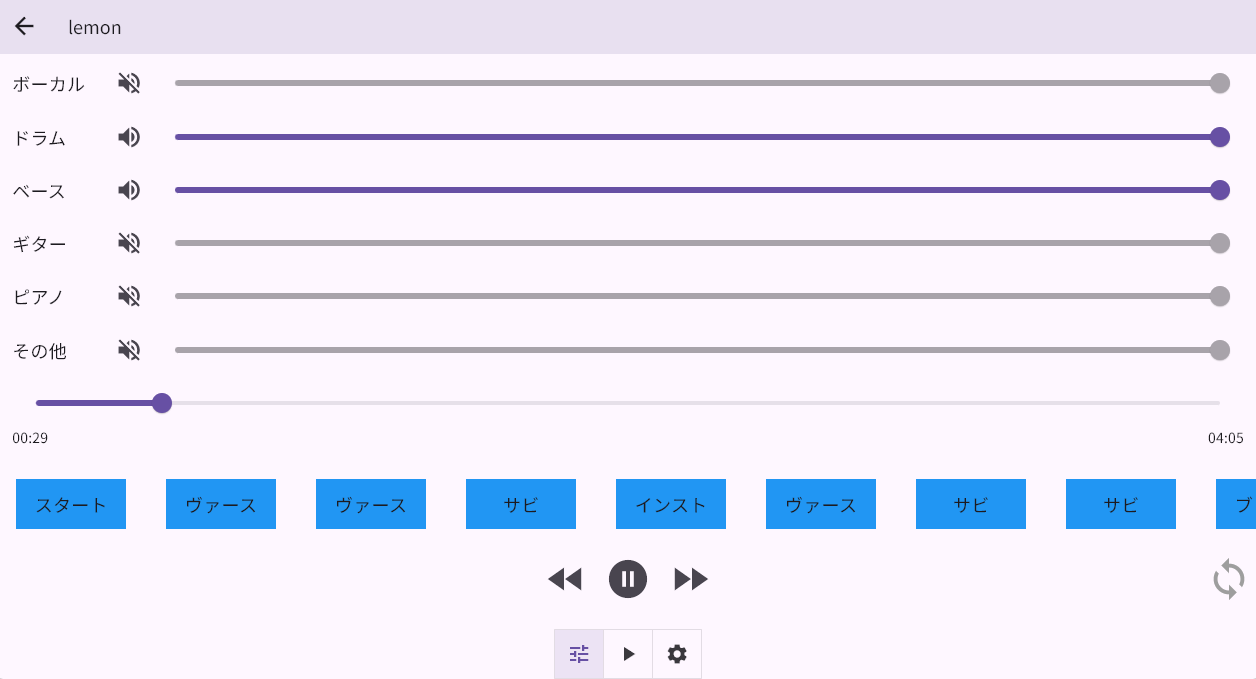 lemon
ボーカル
ドラム
ベース
ギター
ピアノ
その他
00:29 04:05
スタート ヴァース ヴァース サビ インスト ヴァース サビ サビ ブ